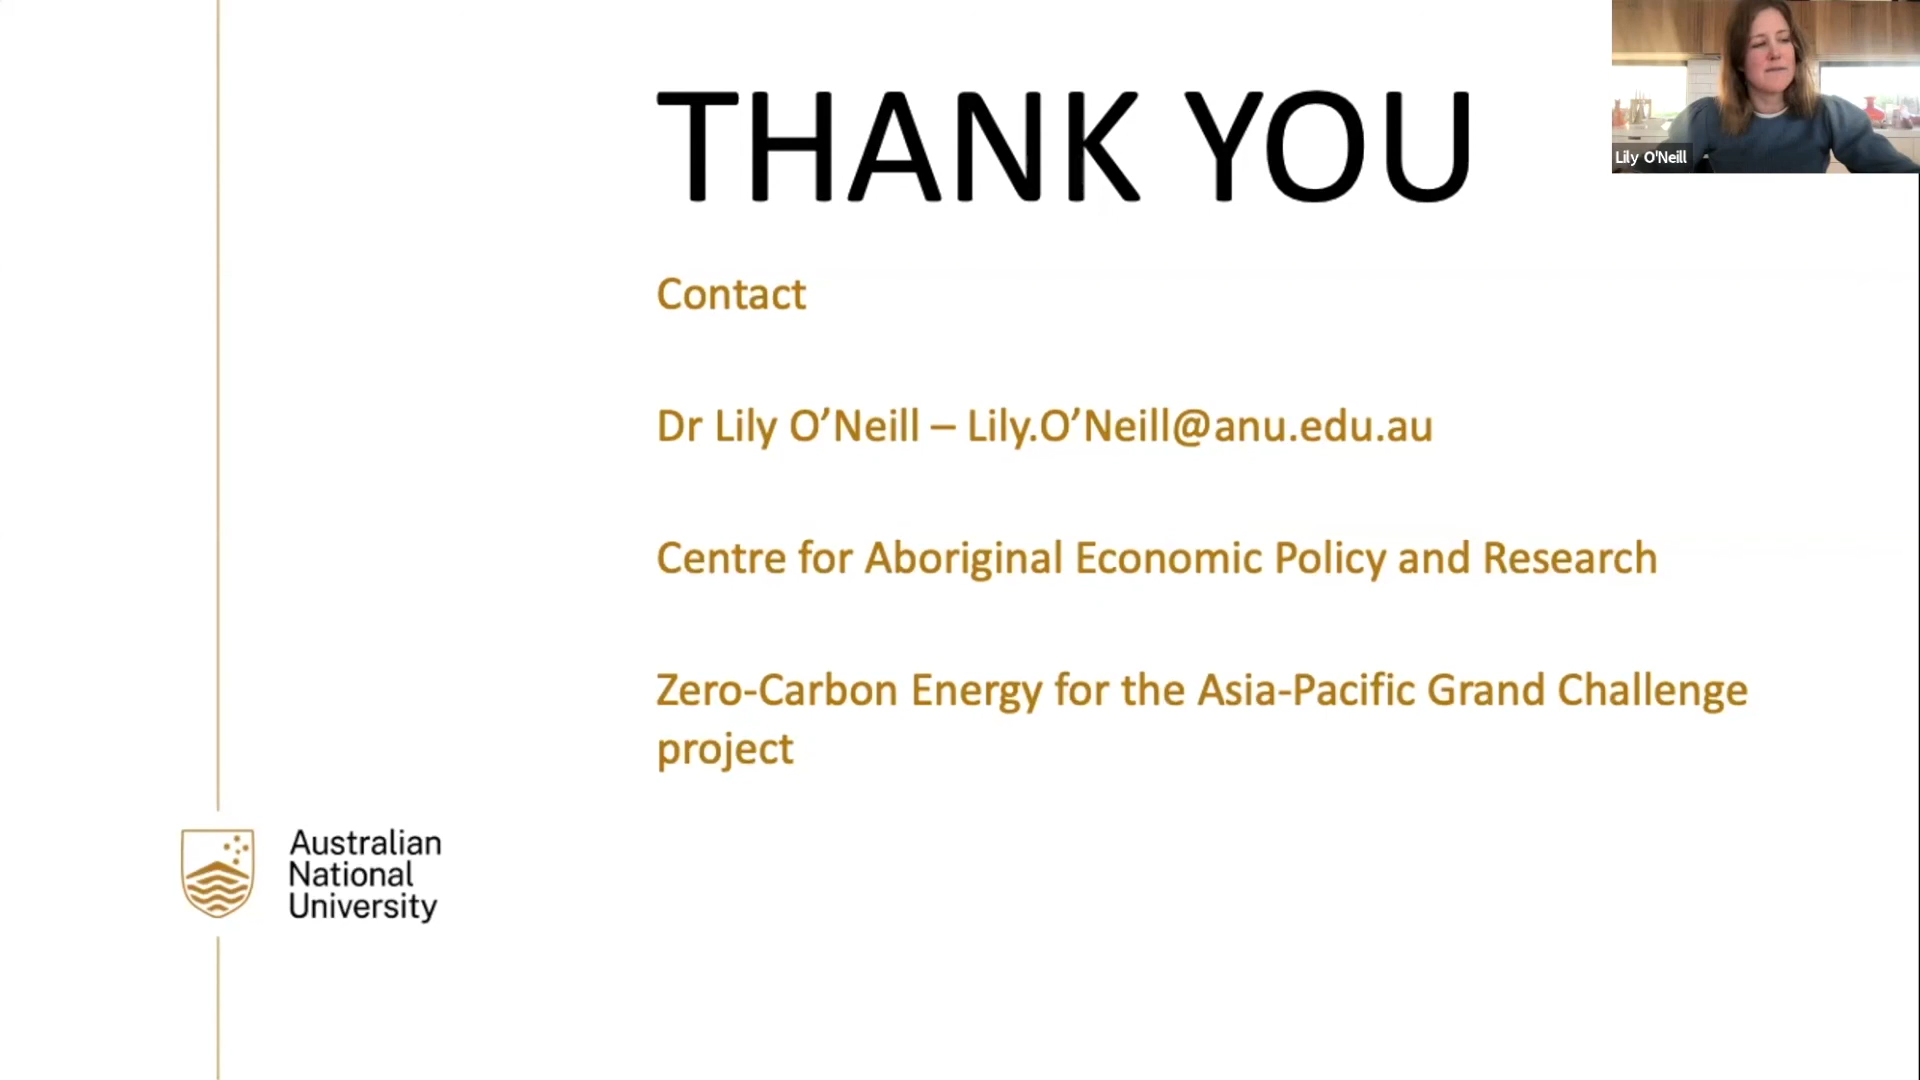 THANK YOU
Lily O'Neill
Contact
Dr Lily O’Neill – Lily.O’Neill@anu.edu.au
Centre for Aboriginal Economic Policy and Research
Zero-Carbon Energy for the Asia-Pacific Grand Challenge
project
Australian
National
University